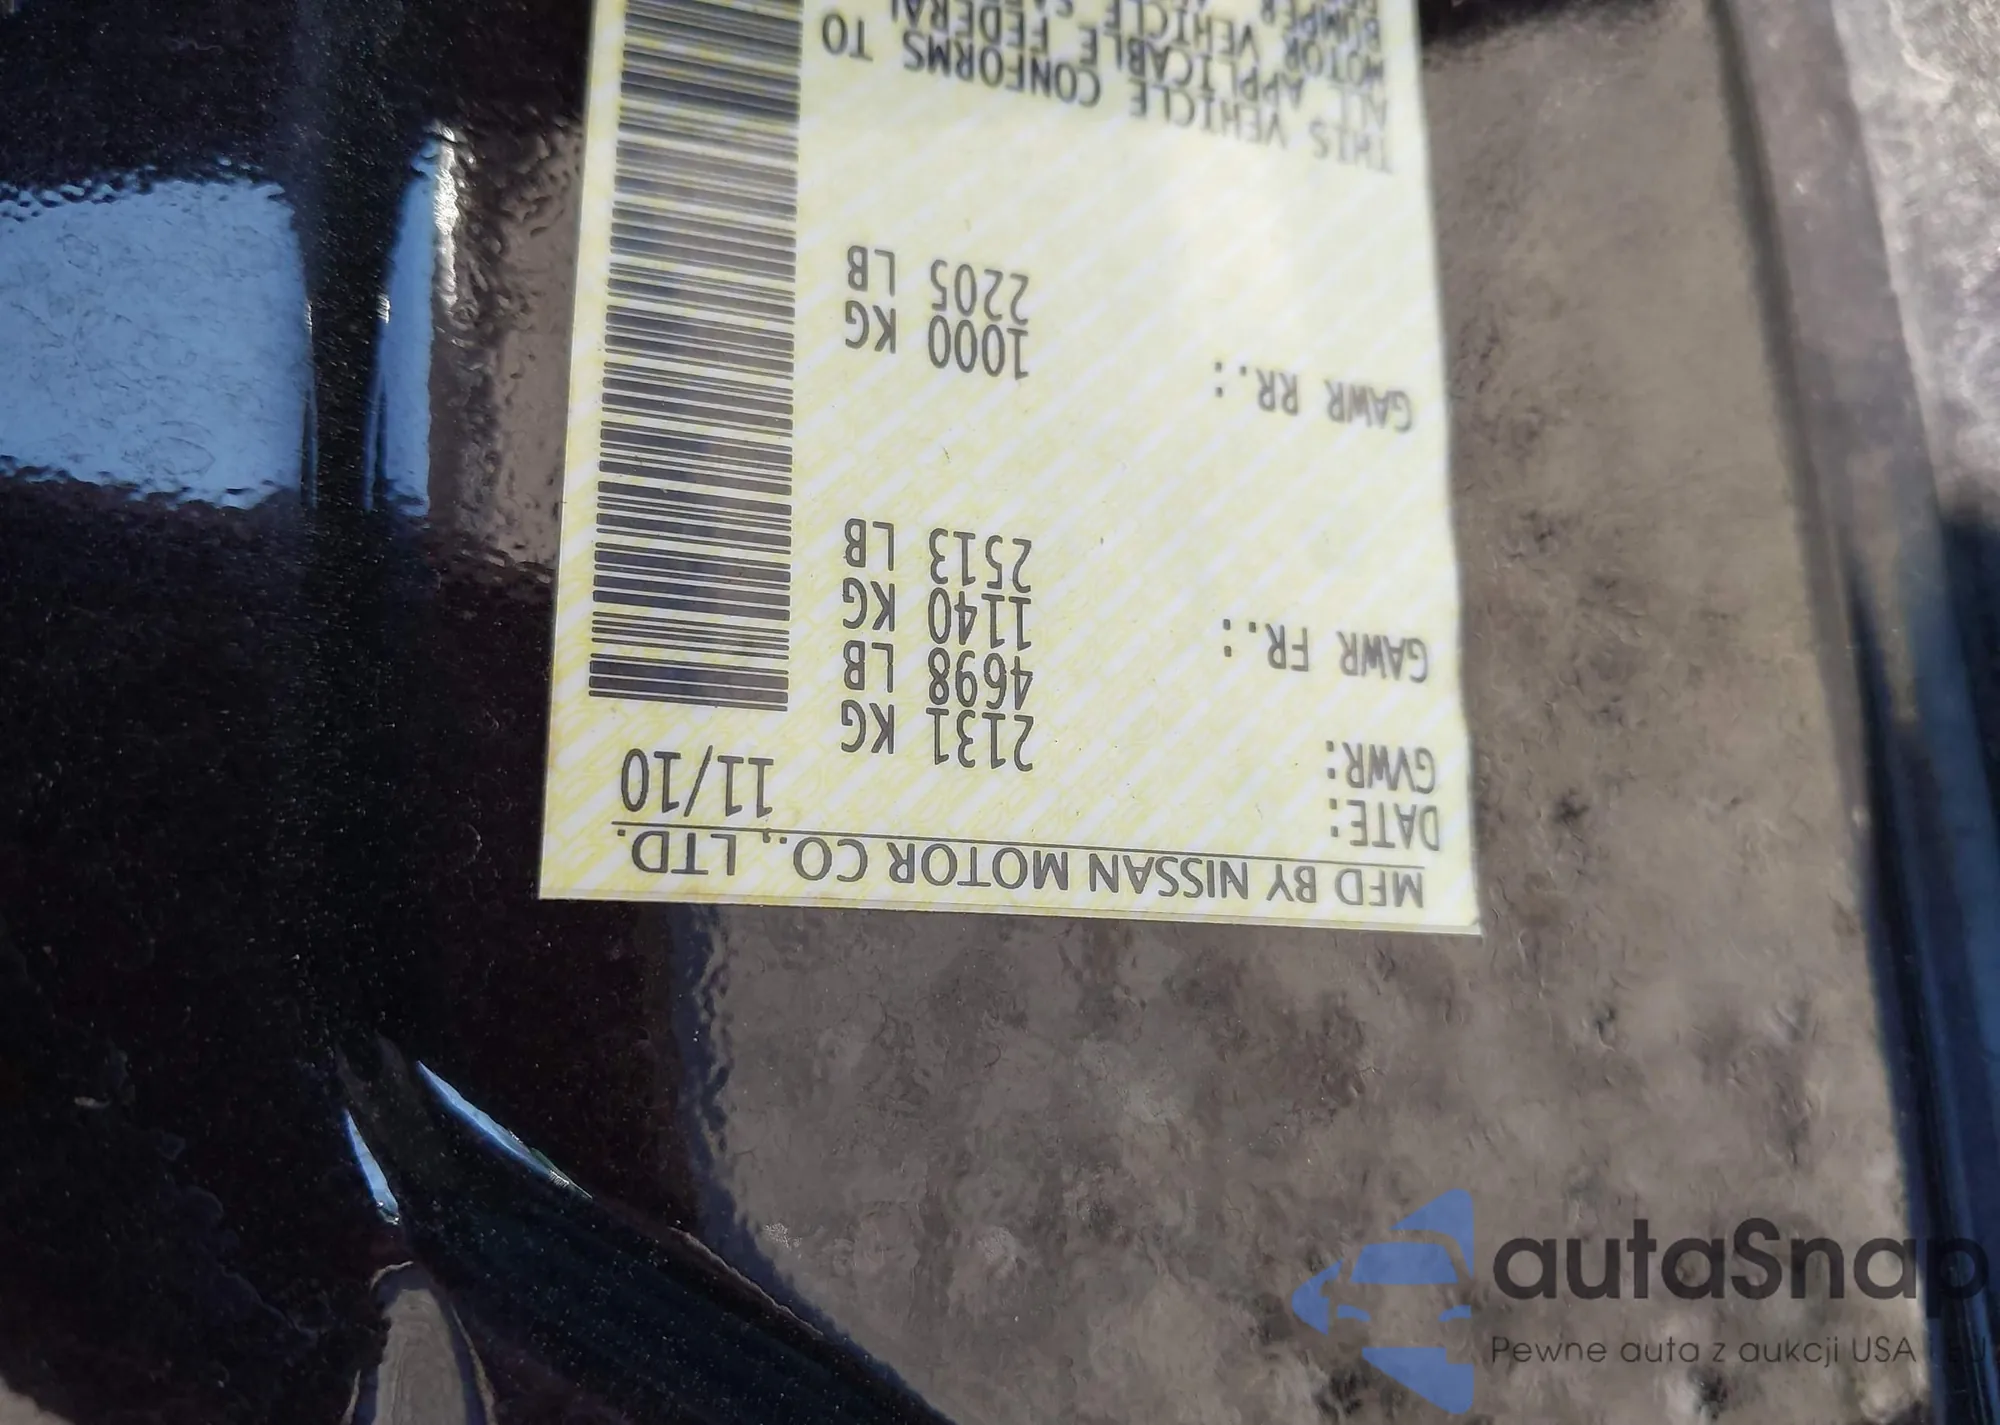 MFD BY NISSAN MOTOR CO., LTD.
DATE: 11/10
GVWR: 2131 KG
4698 LB
GAWR FR.: 1140 KG
2513 LB
GAWR RR.: 1000 KG
2205 LB
THIS VEHICLE CONFORMS TO
ALL APPLICABLE FEDERAL
MOTOR VEHICLE
BUMPER
autaSnap
Pewne auta z aukcji USA i EU